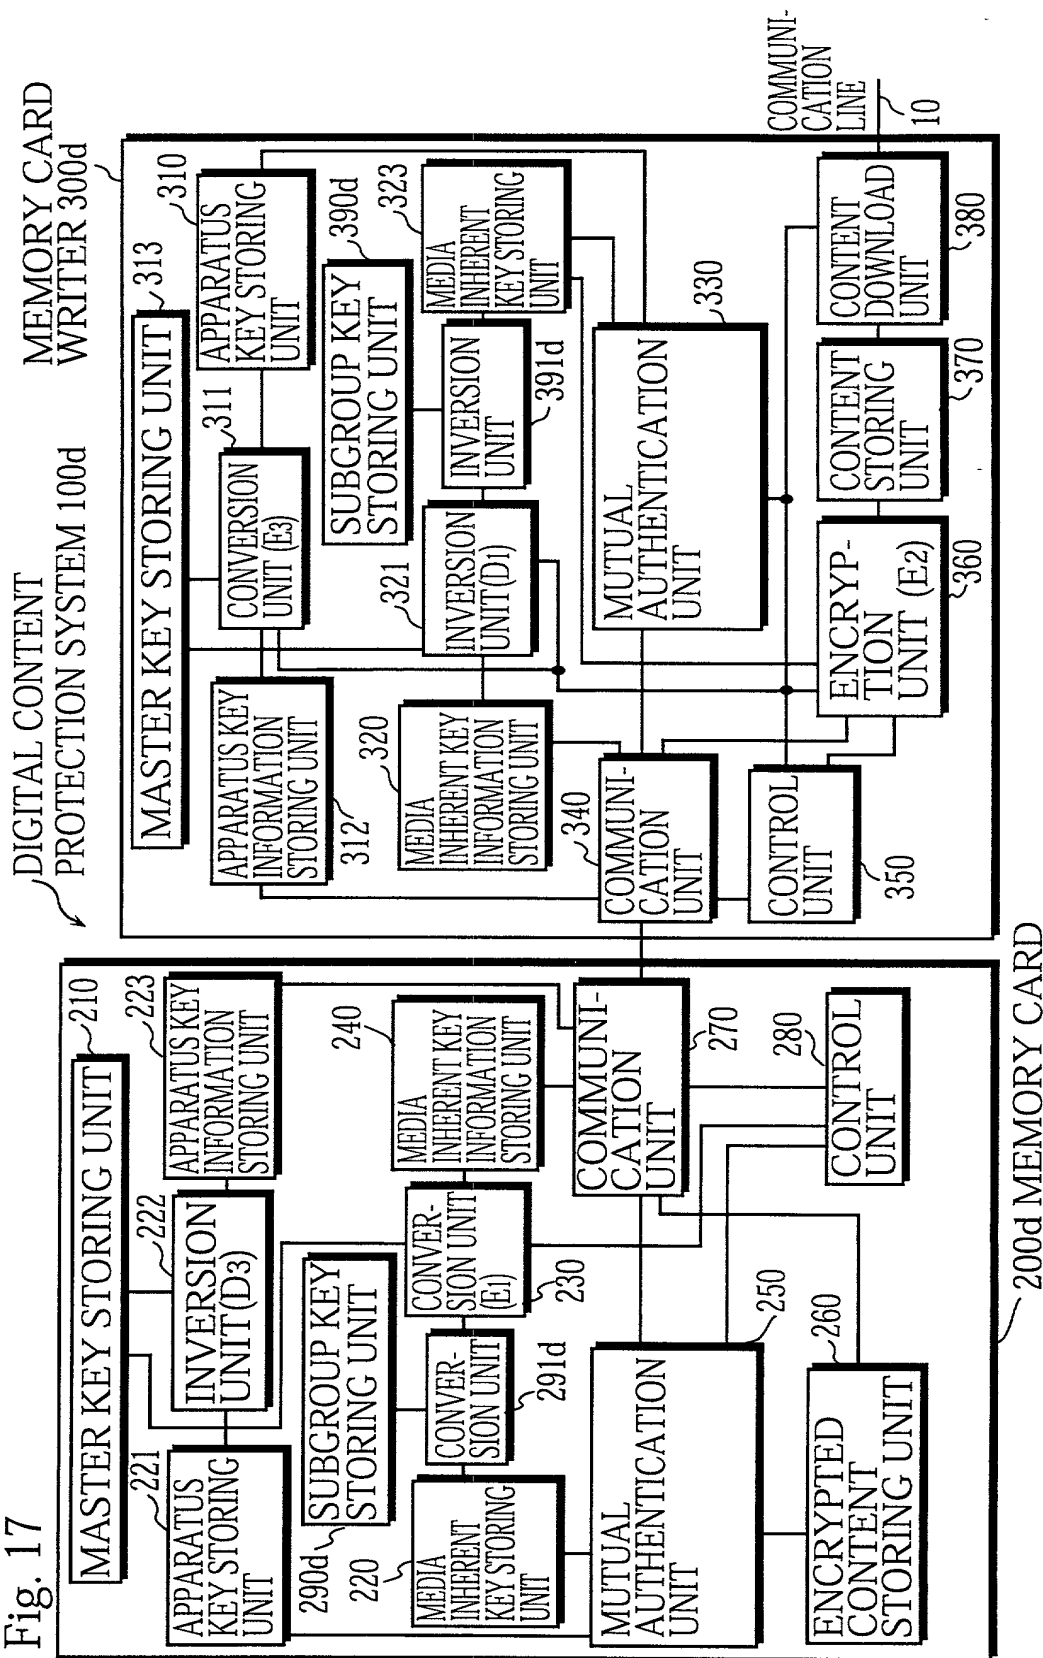 Fig. 17
DIGITAL CONTENT
PROTECTION SYSTEM 100d
MEMORY CARD
WRITER 300d
MASTER KEY STORING UNIT
210
APPARATUS
KEY STORING
UNIT
221
INVERSION
UNIT(D3)
222
APPARATUS KEY
INFORMATION
STORING UNIT
223
SUBGROUP KEY
STORING UNIT
290d
MEDIA
INHERENT
KEY STORING
UNIT
220
CONVER-
SION UNIT
291d
CONVER-
SION UNIT
(E1)
230
MEDIA
INHERENT KEY
INFORMATION
STORING UNIT
240
MUTUAL
AUTHENTICATION
UNIT
250
COMMUNI-
CATION
UNIT
270
ENCRYPTED
CONTENT
STORING UNIT
260
CONTROL
UNIT
280
200d MEMORY CARD
MASTER KEY STORING UNIT
313
APPARATUS KEY
INFORMATION
STORING UNIT
312
CONVERSION
UNIT (E3)
311
APPARATUS
KEY STORING
UNIT
310
SUBGROUP KEY
STORING UNIT
390d
MEDIA
INHERENT KEY
INFORMATION
STORING UNIT
320
INVERSION
UNIT(D1)
321
INVERSION
UNIT
391d
MEDIA
INHERENT
KEY STORING
UNIT
323
COMMUNI-
CATION
UNIT
340
MUTUAL
AUTHENTICATION
UNIT
330
CONTROL
UNIT
350
ENCRYP-
TION
UNIT (E2)
360
CONTENT
STORING
UNIT
370
CONTENT
DOWNLOAD
UNIT
380
COMMUNI-
CATION
LINE
10